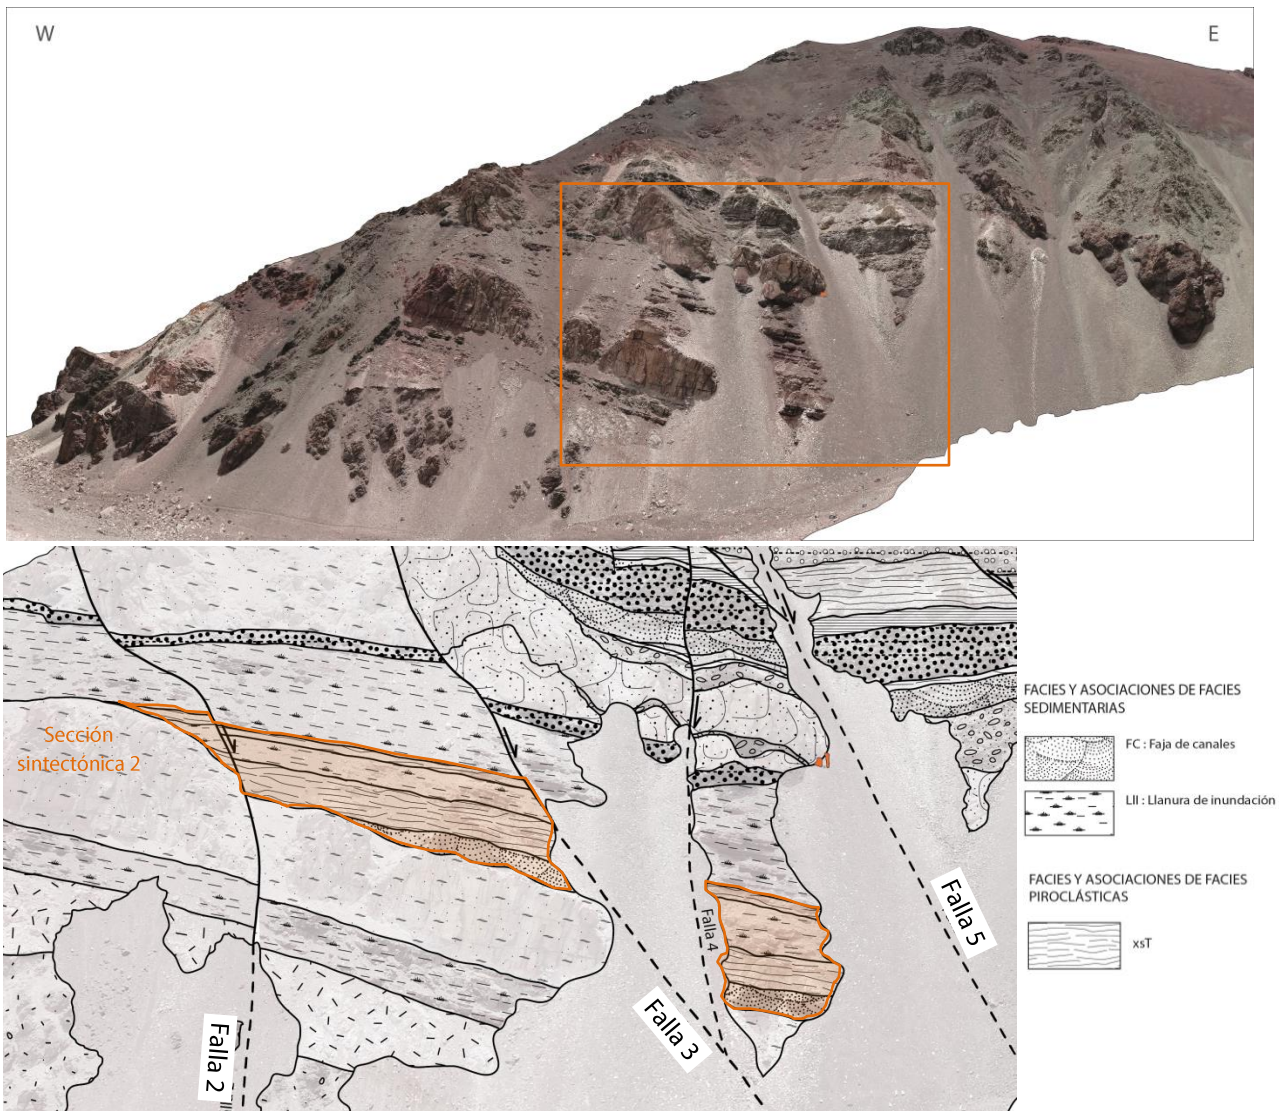 W
E
Sección
sintectónica 2
Falla 2
Falla 3
Falla 4
Falla 5
FACIES Y ASOCIACIONES DE FACIES
SEDIMENTARIAS
FC : Faja de canales
LII : Llanura de inundación
FACIES Y ASOCIACIONES DE FACIES
PIROCLÁSTICAS
xsT